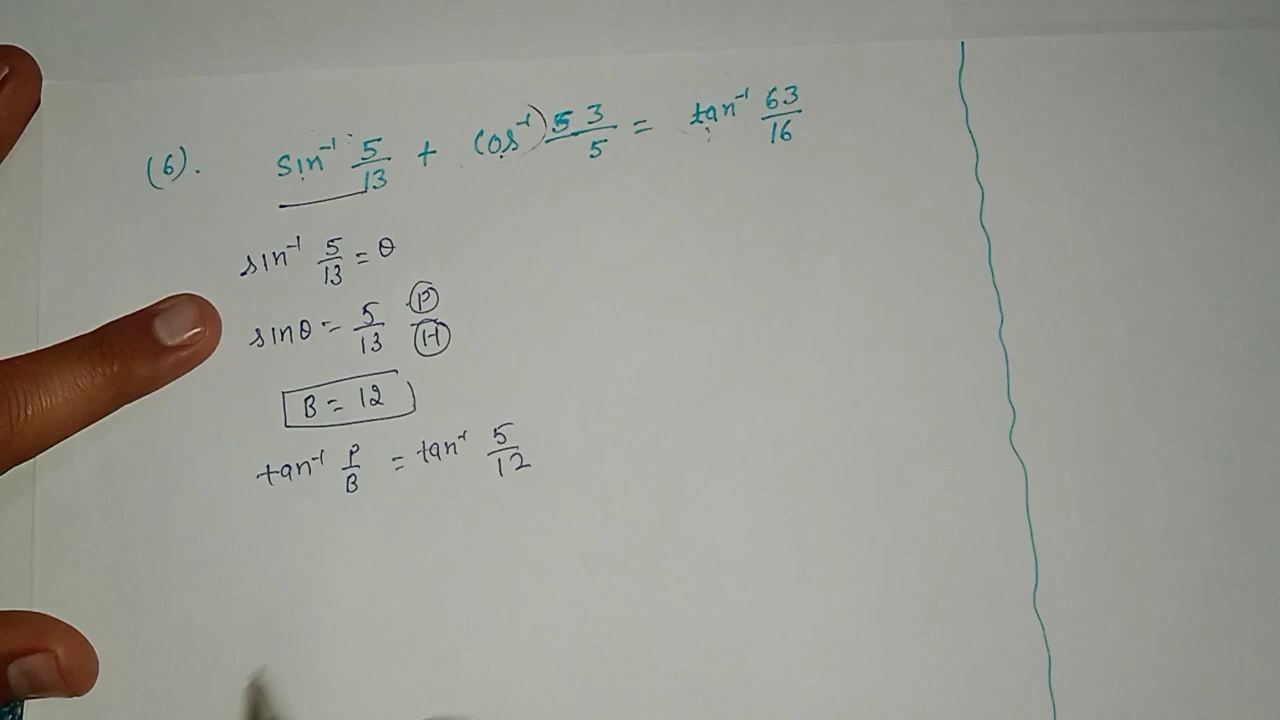 (6). sin⁻¹ 5/13 + cos⁻¹) 5 3/5 = tan⁻¹ 63/16
sin⁻¹ 5/13 = θ
sinθ = 5/13 P/H
B = 12
tan⁻¹ P/B = tan⁻¹ 5/12